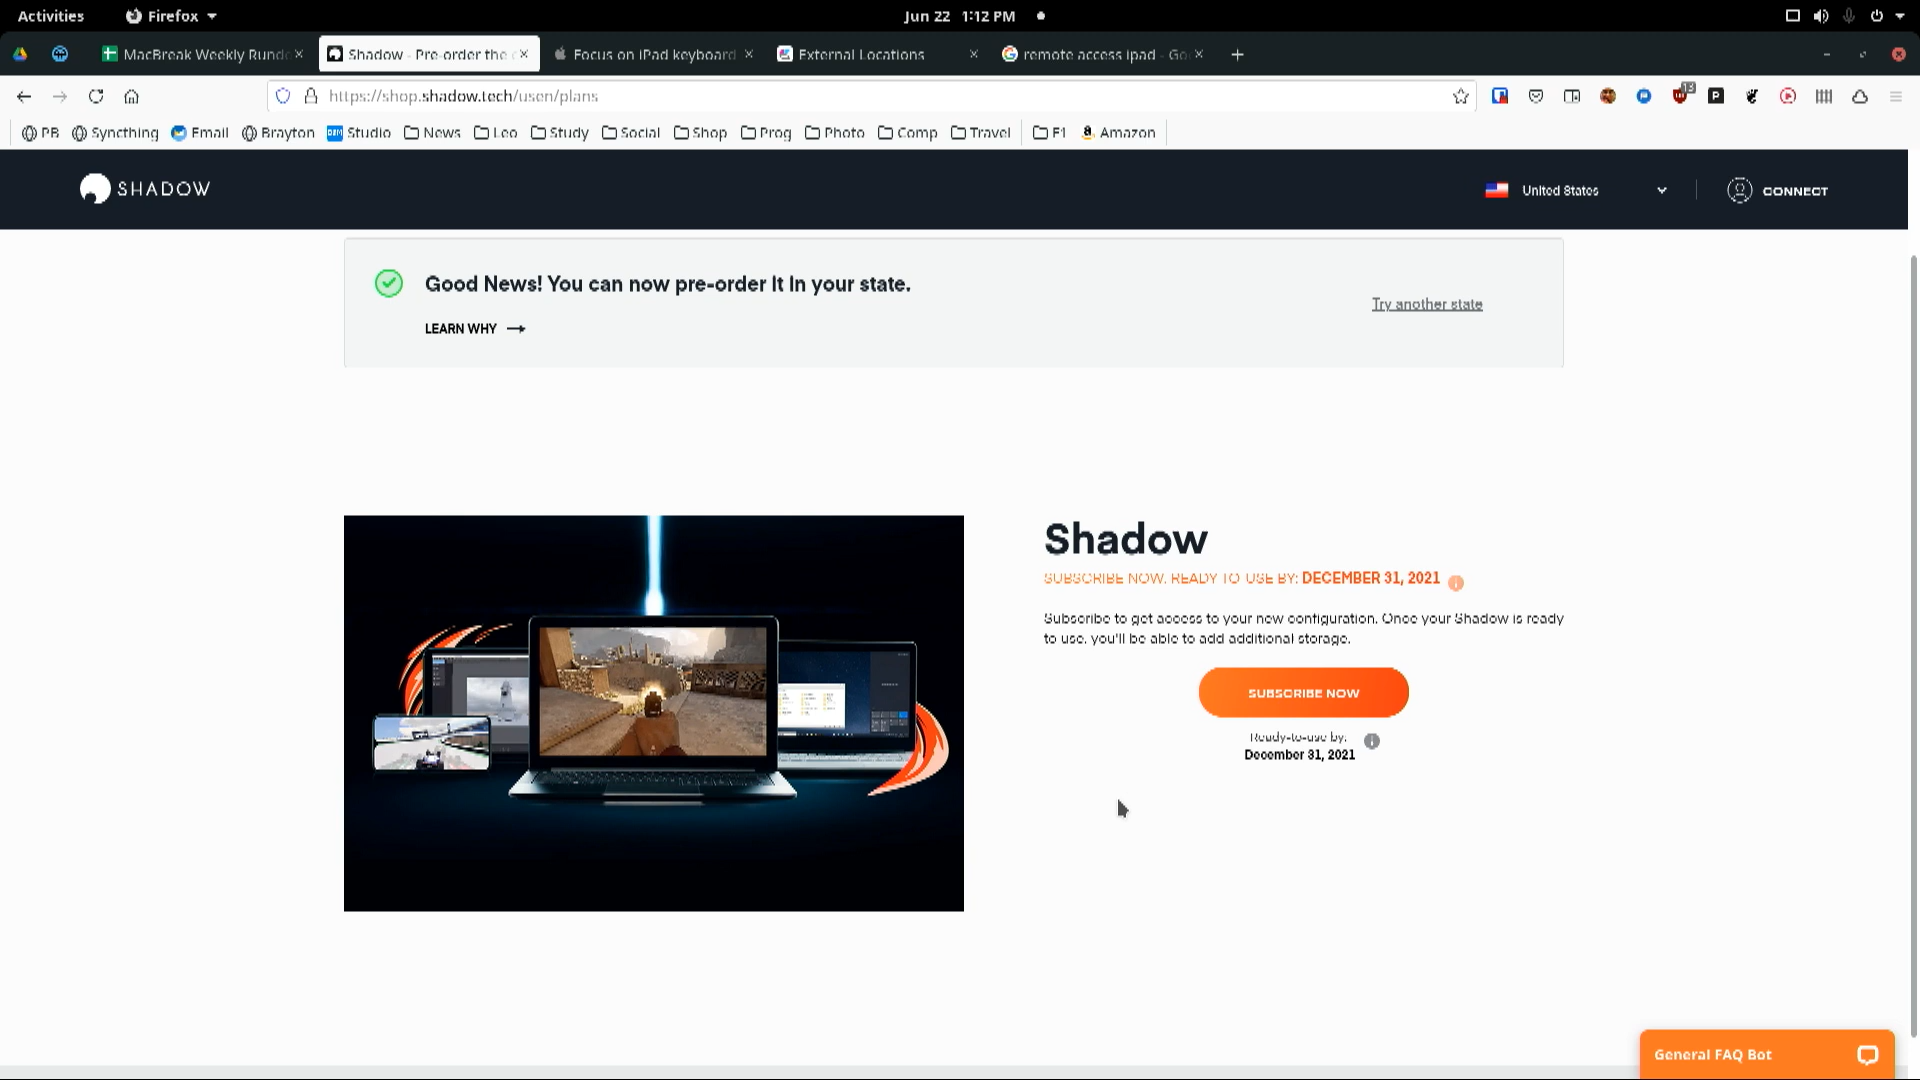 Activities Firefox Jun 22 1:12 PM
MacBreak Weekly Rund Shadow - Pre-order the Focus on iPad keyboard External Locations remote access ipad - Go
https://shop.shadow.tech/usen/plans 13
PB Syncthing Email Brayton Studio News Leo Study Social Shop Prog Photo Comp Travel F1 Amazon
SHADOW United States CONNECT
Good News! You can now pre-order it in your state.
Try another state
LEARN WHY
Shadow
SUBSCRIBE NOW. READY TO USE BY: DECEMBER 31, 2021
Subscribe to get access to your new configuration. Once your Shadow is ready
to use, you'll be able to add additional storage.
SUBSCRIBE NOW
Ready-to-use by:
December 31, 2021
General FAQ Bot